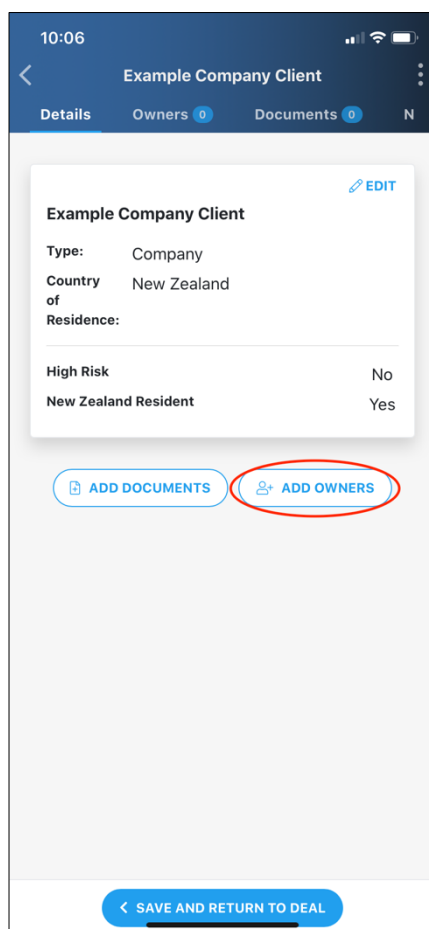 10:06
Example Company Client
Details Owners 0 Documents 0 N
EDIT
Example Company Client
Type: Company
Country of Residence: New Zealand
High Risk No
New Zealand Resident Yes
ADD DOCUMENTS ADD OWNERS
SAVE AND RETURN TO DEAL